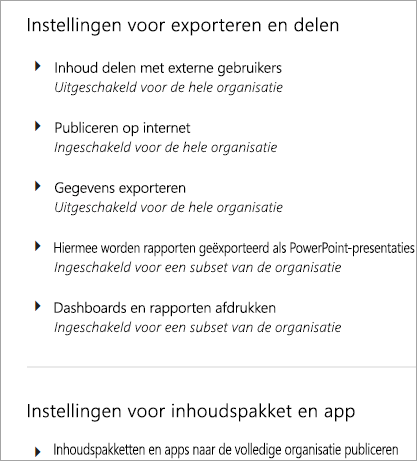 Instellingen voor exporteren en delen
Inhoud delen met externe gebruikers
Uitgeschakeld voor de hele organisatie
Publiceren op internet
Ingeschakeld voor de hele organisatie
Gegevens exporteren
Uitgeschakeld voor de hele organisatie
Hiermee worden rapporten geëxporteerd als PowerPoint-presentaties
Ingeschakeld voor een subset van de organisatie
Dashboards en rapporten afdrukken
Ingeschakeld voor een subset van de organisatie
Instellingen voor inhoudspakket en app
Inhoudspakketten en apps naar de volledige organisatie publiceren